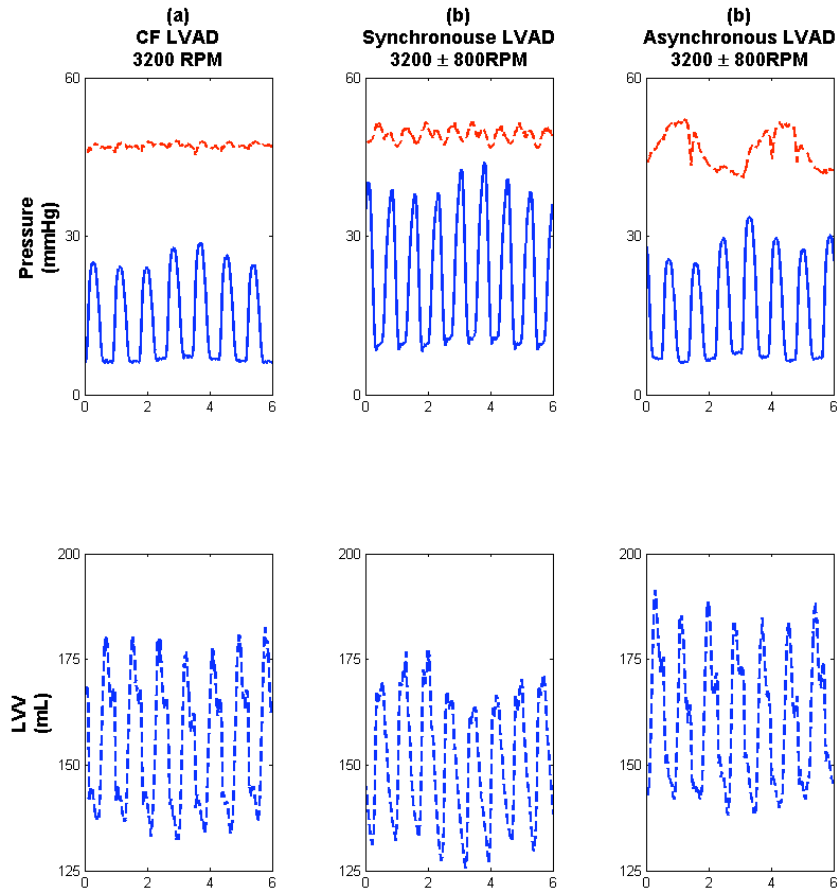 (a)
CF LVAD
3200 RPM
(b)
Synchronouse LVAD
3200 ± 800RPM
(b)
Asynchronous LVAD
3200 ± 800RPM
Pressure
(mmHg)
60
30
0
0 2 4 6
60
30
0
0 2 4 6
60
30
0
0 2 4 6
LVV
(mL)
200
175
150
125
0 2 4 6
200
175
150
125
0 2 4 6
200
175
150
125
0 2 4 6